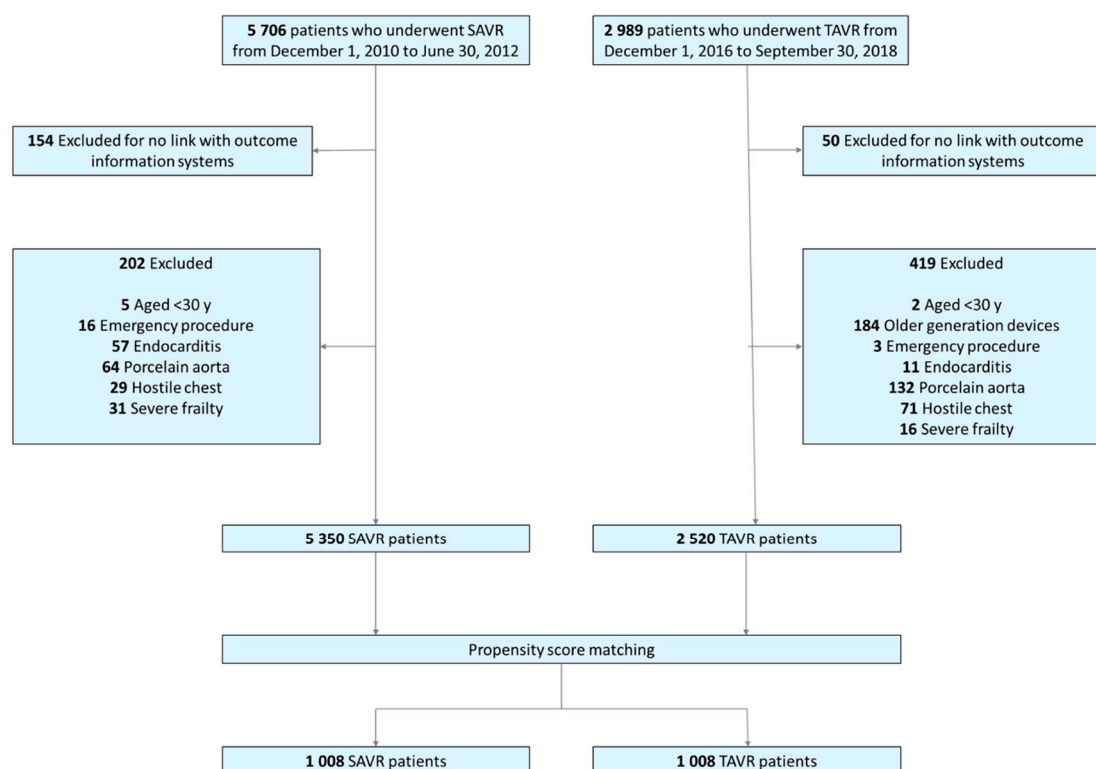 5 706 patients who underwent SAVR
from December 1, 2010 to June 30, 2012
2 989 patients who underwent TAVR from
December 1, 2016 to September 30, 2018
154 Excluded for no link with outcome
information systems
50 Excluded for no link with outcome
information systems
202 Excluded
5 Aged <30 y
16 Emergency procedure
57 Endocarditis
64 Porcelain aorta
29 Hostile chest
31 Severe frailty
419 Excluded
2 Aged <30 y
184 Older generation devices
3 Emergency procedure
11 Endocarditis
132 Porcelain aorta
71 Hostile chest
16 Severe frailty
5 350 SAVR patients
2 520 TAVR patients
Propensity score matching
1 008 SAVR patients
1 008 TAVR patients